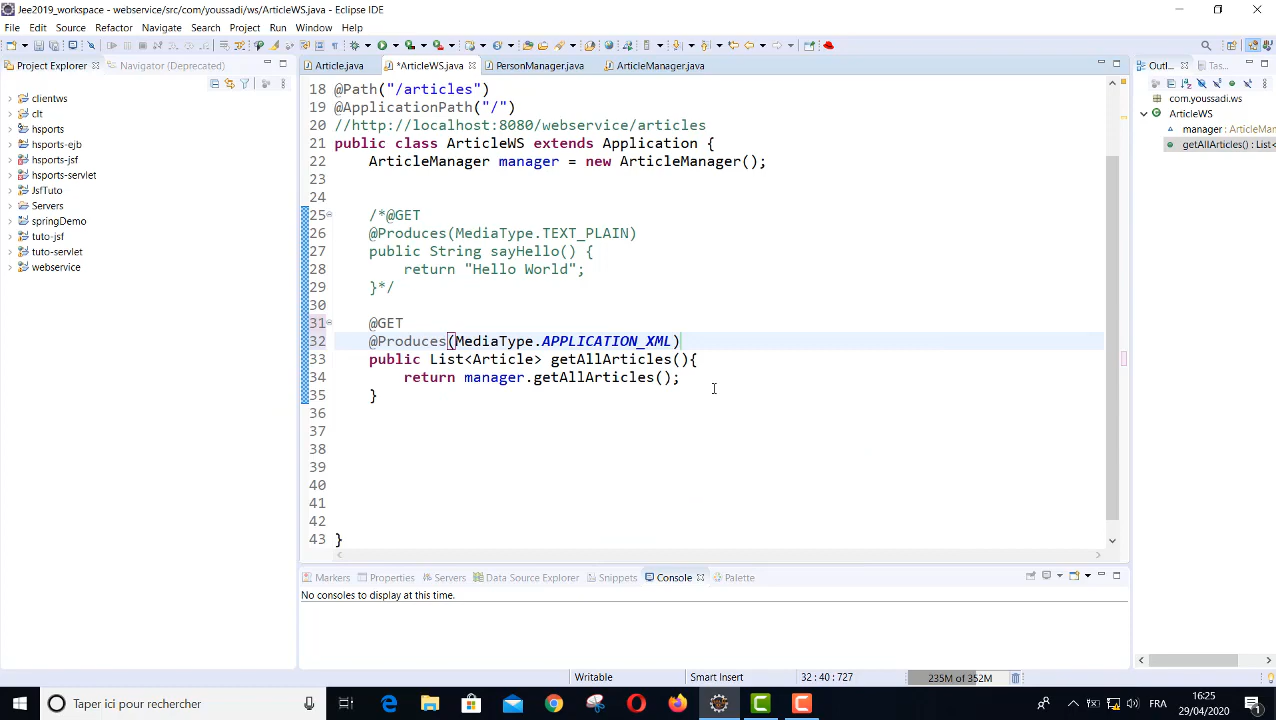 Jee2019_workspace - webservice/src/com/youssadi/ws/ArticleWS.java - Eclipse IDE
File Edit Source Refactor Navigate Search Project Run Window Help
Project Explorer
Navigator (Deprecated)
Article.java
*ArticleWS.java
PersonManager.java
ArticleManager.java
Outl...
Tas...
clientws
clt
hsports
hsports-ejb
hsports-jsf
hsports-servlet
JsfTuto
Servers
springDemo
tuto-jsf
tuto-servlet
webservice
18 @Path("/articles")
19 @ApplicationPath("/")
20 //http://localhost:8080/webservice/articles
21 public class ArticleWS extends Application {
22 ArticleManager manager = new ArticleManager();
23
24
25 /*@GET
26 @Produces(MediaType.TEXT_PLAIN)
27 public String sayHello() {
28 return "Hello World";
29 }*/
30
31 @GET
32 @Produces(MediaType.APPLICATION_XML)
33 public List<Article> getAllArticles(){
34 return manager.getAllArticles();
35 }
36
37
38
39
40
41
42
43 }
com.youssadi.ws
ArticleWS
manager : ArticleMan
getAllArticles() : List<
Markers Properties Servers Data Source Explorer Snippets Console Palette
No consoles to display at this time.
Writable
Smart Insert
32 : 40 : 727
235M of 352M
Taper ici pour rechercher
FRA
16:25
29/04/2020
1